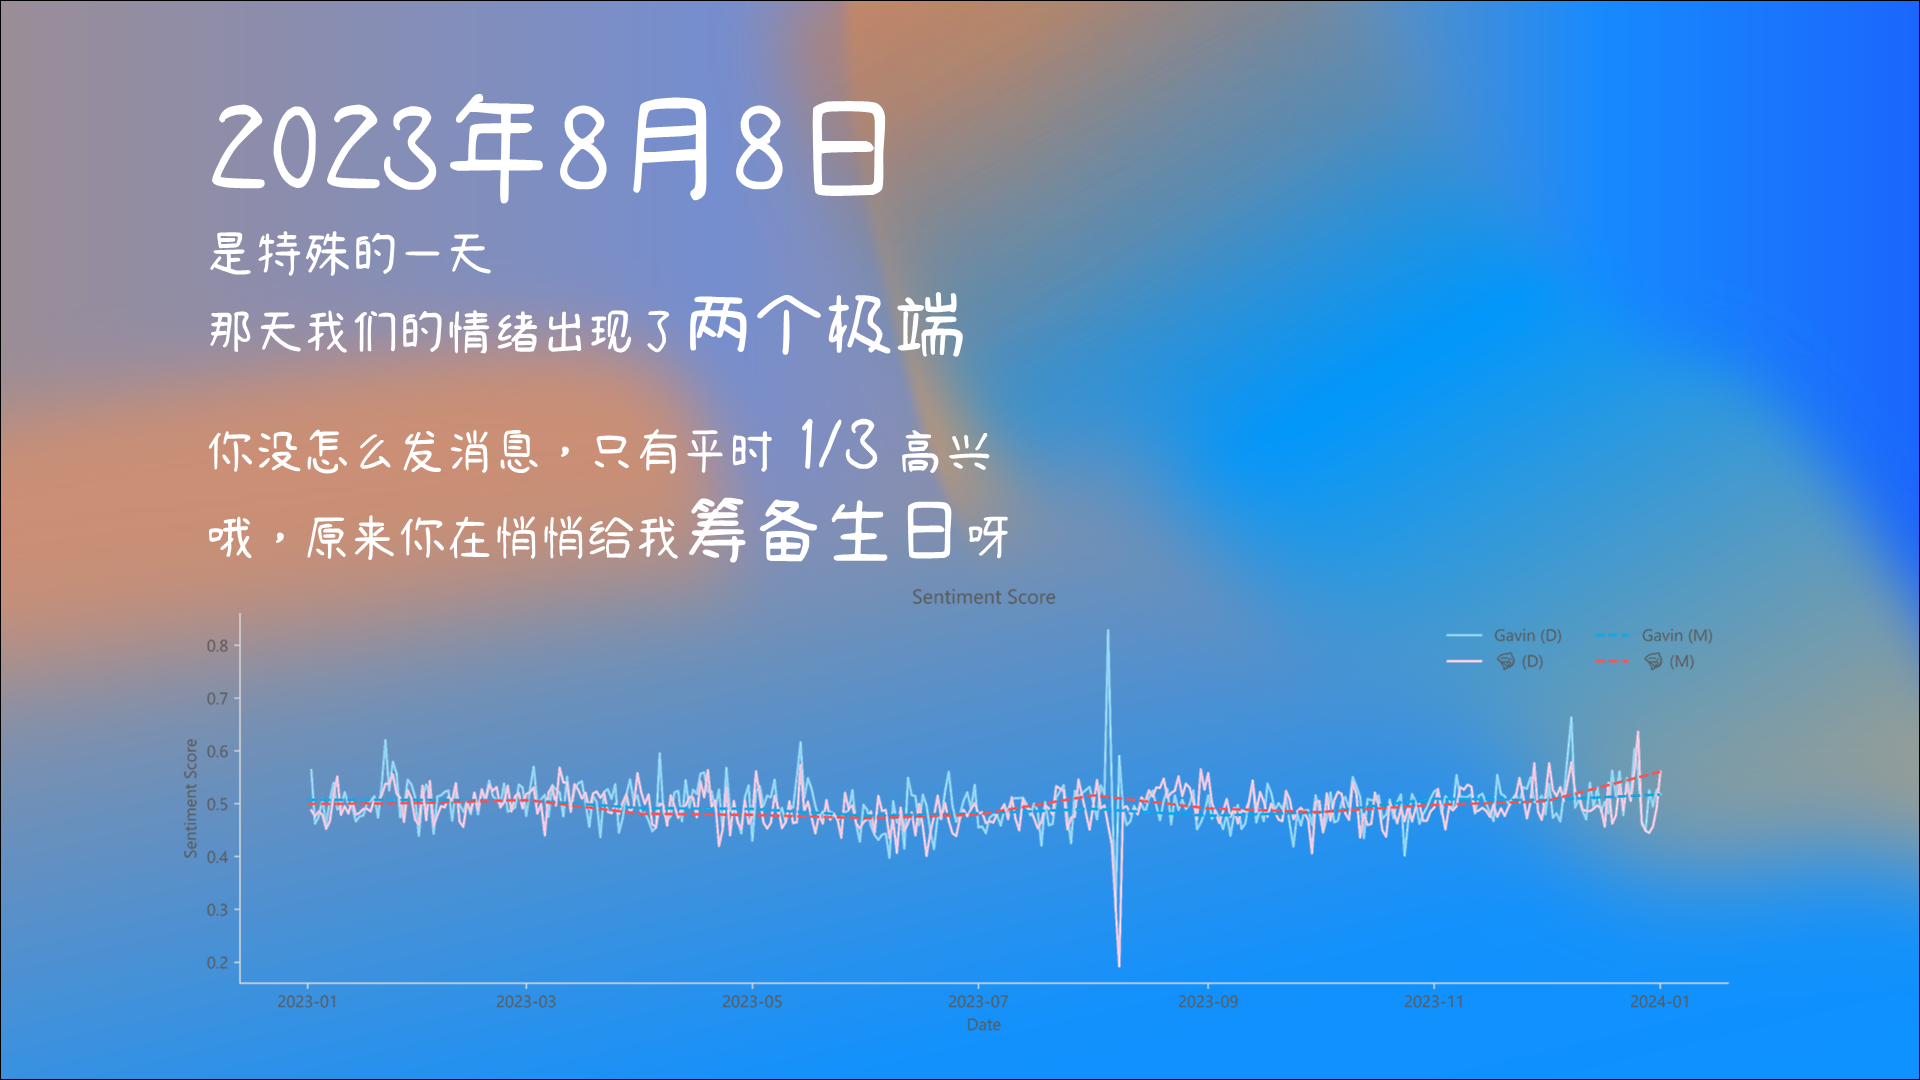 2023年8月8日
是特殊的一天
那天我们的情绪出现了两个极端
你没怎么发消息，只有平时 1/3 高兴
哦，原来你在悄悄给我筹备生日呀
Sentiment Score
Gavin (D)
Gavin (M)
(D)
(M)
0.8
0.7
0.6
0.5
0.4
0.3
0.2
Sentiment Score
2023-01
2023-03
2023-05
2023-07
2023-09
2023-11
2024-01
Date